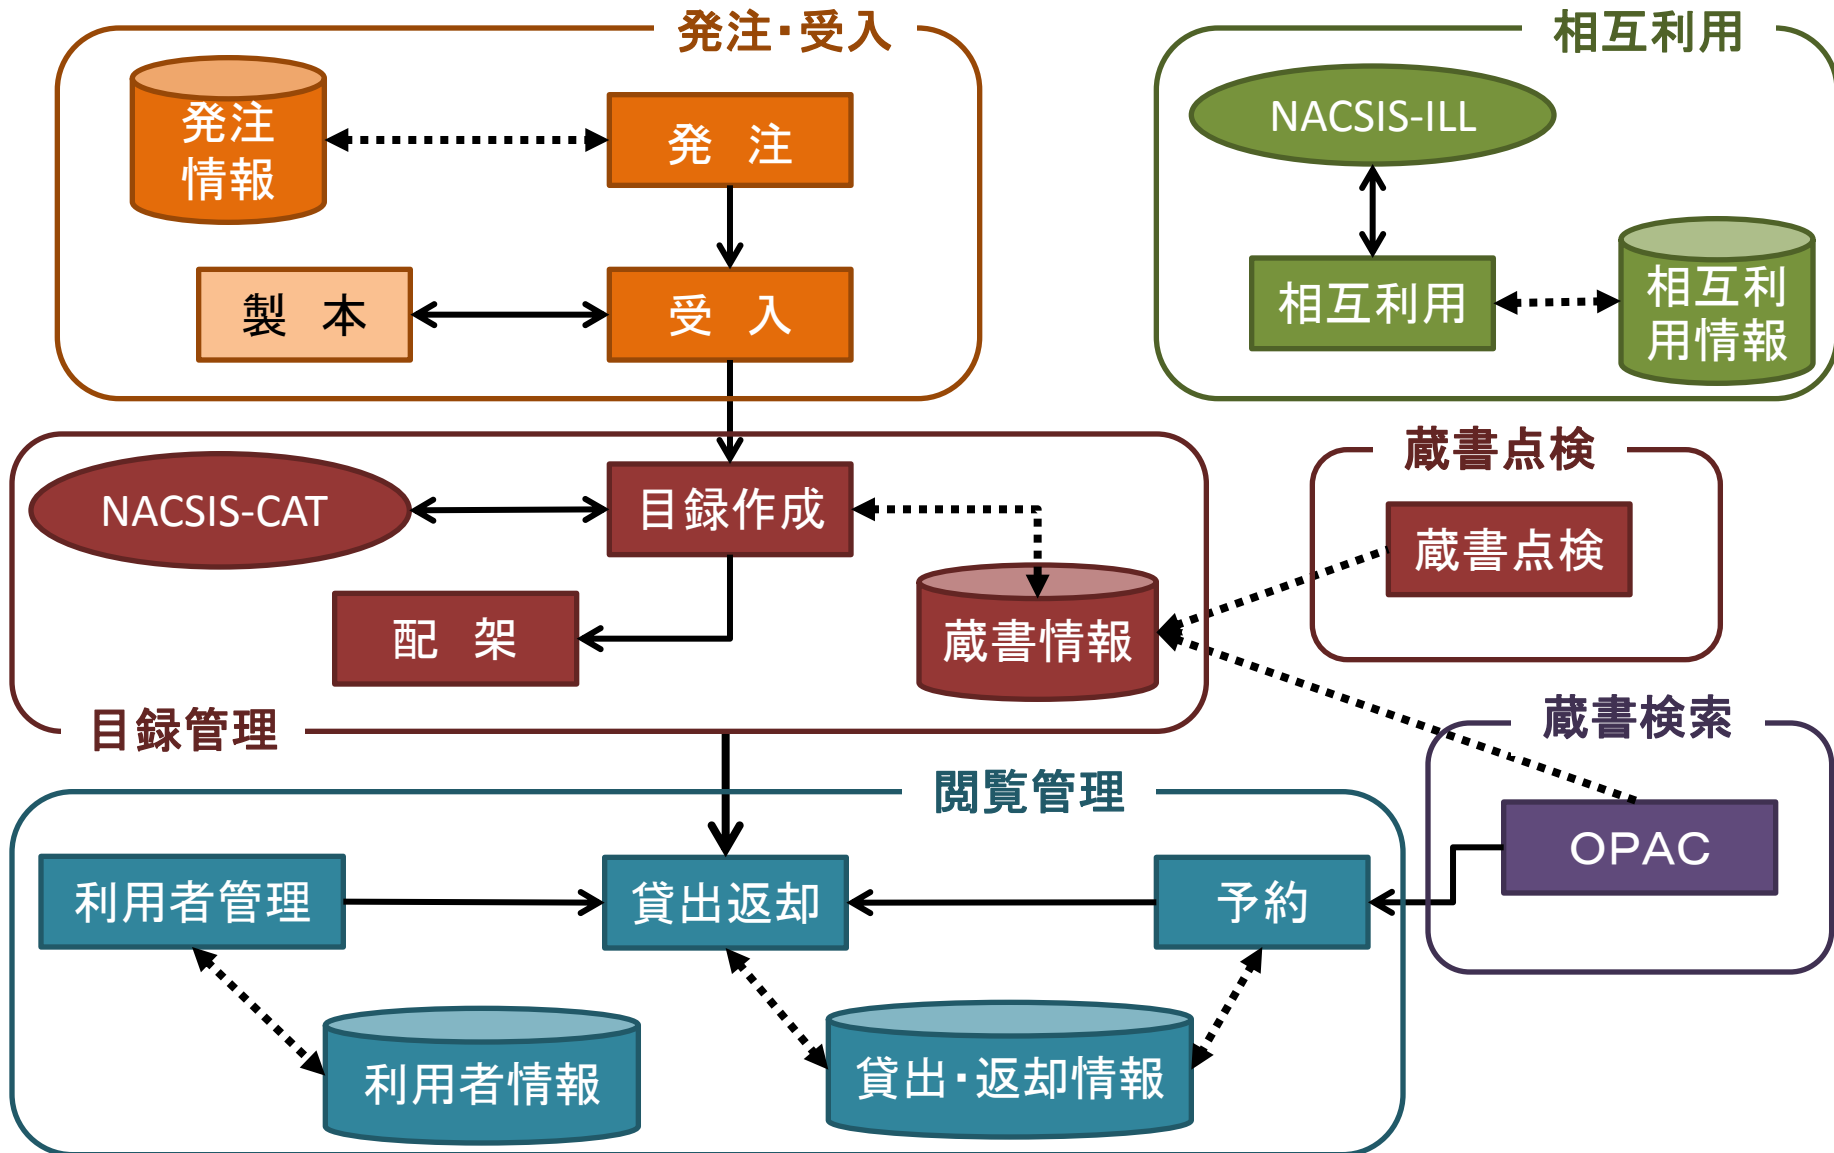 発注・受入
発注
情報
発　注
製　本
受　入
相互利用
NACSIS-ILL
相互利用
相互利
用情報
NACSIS-CAT
目録作成
配　架
蔵書情報
目録管理
蔵書点検
蔵書点検
蔵書検索
OPAC
閲覧管理
利用者管理
貸出返却
予約
利用者情報
貸出・返却情報